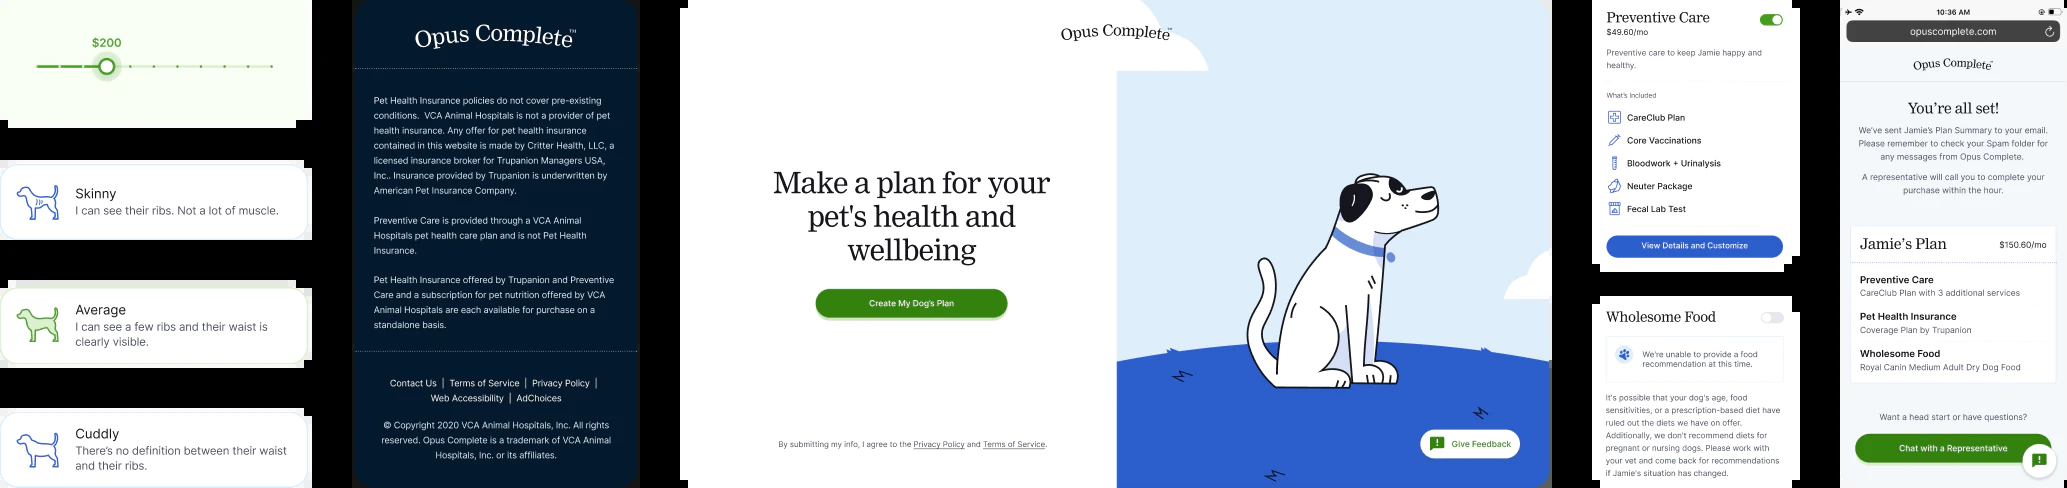 $200
Skinny
I can see their ribs. Not a lot of muscle.
Average
I can see a few ribs and their waist is
clearly visible.
Cuddly
There's no definition between their waist
and their ribs.
Opus Complete™
Pet Health Insurance policies do not cover pre-existing
conditions. VCA Animal Hospitals is not a provider of pet
health insurance. Any offer for pet health insurance
contained in this website is made by Critter Health, LLC, a
licensed insurance broker for Trupanion Managers USA,
Inc.. Insurance provided by Trupanion is underwritten by
American Pet Insurance Company.
Preventive Care is provided through a VCA Animal
Hospitals pet health care plan and is not Pet Health
Insurance.
Pet Health Insurance offered by Trupanion and Preventive
Care and a subscription for pet nutrition offered by VCA
Animal Hospitals are each available for purchase on a
standalone basis.
Contact Us | Terms of Service | Privacy Policy |
Web Accessibility | AdChoices
© Copyright 2020 VCA Animal Hospitals, Inc. All rights
reserved. Opus Complete is a trademark of VCA Animal
Hospitals, Inc. or its affiliates.
Opus Complete™
Make a plan for your
pet's health and
wellbeing
Create My Dog's Plan
By submitting my info, I agree to the Privacy Policy and Terms of Service.
Give Feedback
Preventive Care
$49.60/mo
Preventive care to keep Jamie happy and
healthy.
What's Included
CareClub Plan
Core Vaccinations
Bloodwork + Urinalysis
Neuter Package
Fecal Lab Test
View Details and Customize
Wholesome Food
We're unable to provide a food
recommendation at this time.
It's possible that your dog's age, food
sensitivities, or a prescription-based diet have
ruled out the diets we have on offer.
Additionally, we don't recommend diets for
pregnant or nursing dogs. Please work with
your vet and come back for recommendations
if Jamie's situation has changed.
10:36 AM
opuscomplete.com
Opus Complete™
You're all set!
We've sent Jamie's Plan Summary to your email.
Please remember to check your Spam folder for
any messages from Opus Complete.
A representative will call you to complete your
purchase within the hour.
Jamie's Plan $150.60/mo
Preventive Care
CareClub Plan with 3 additional services
Pet Health Insurance
Coverage Plan by Trupanion
Wholesome Food
Royal Canin Medium Adult Dry Dog Food
Want a head start or have questions?
Chat with a Representative